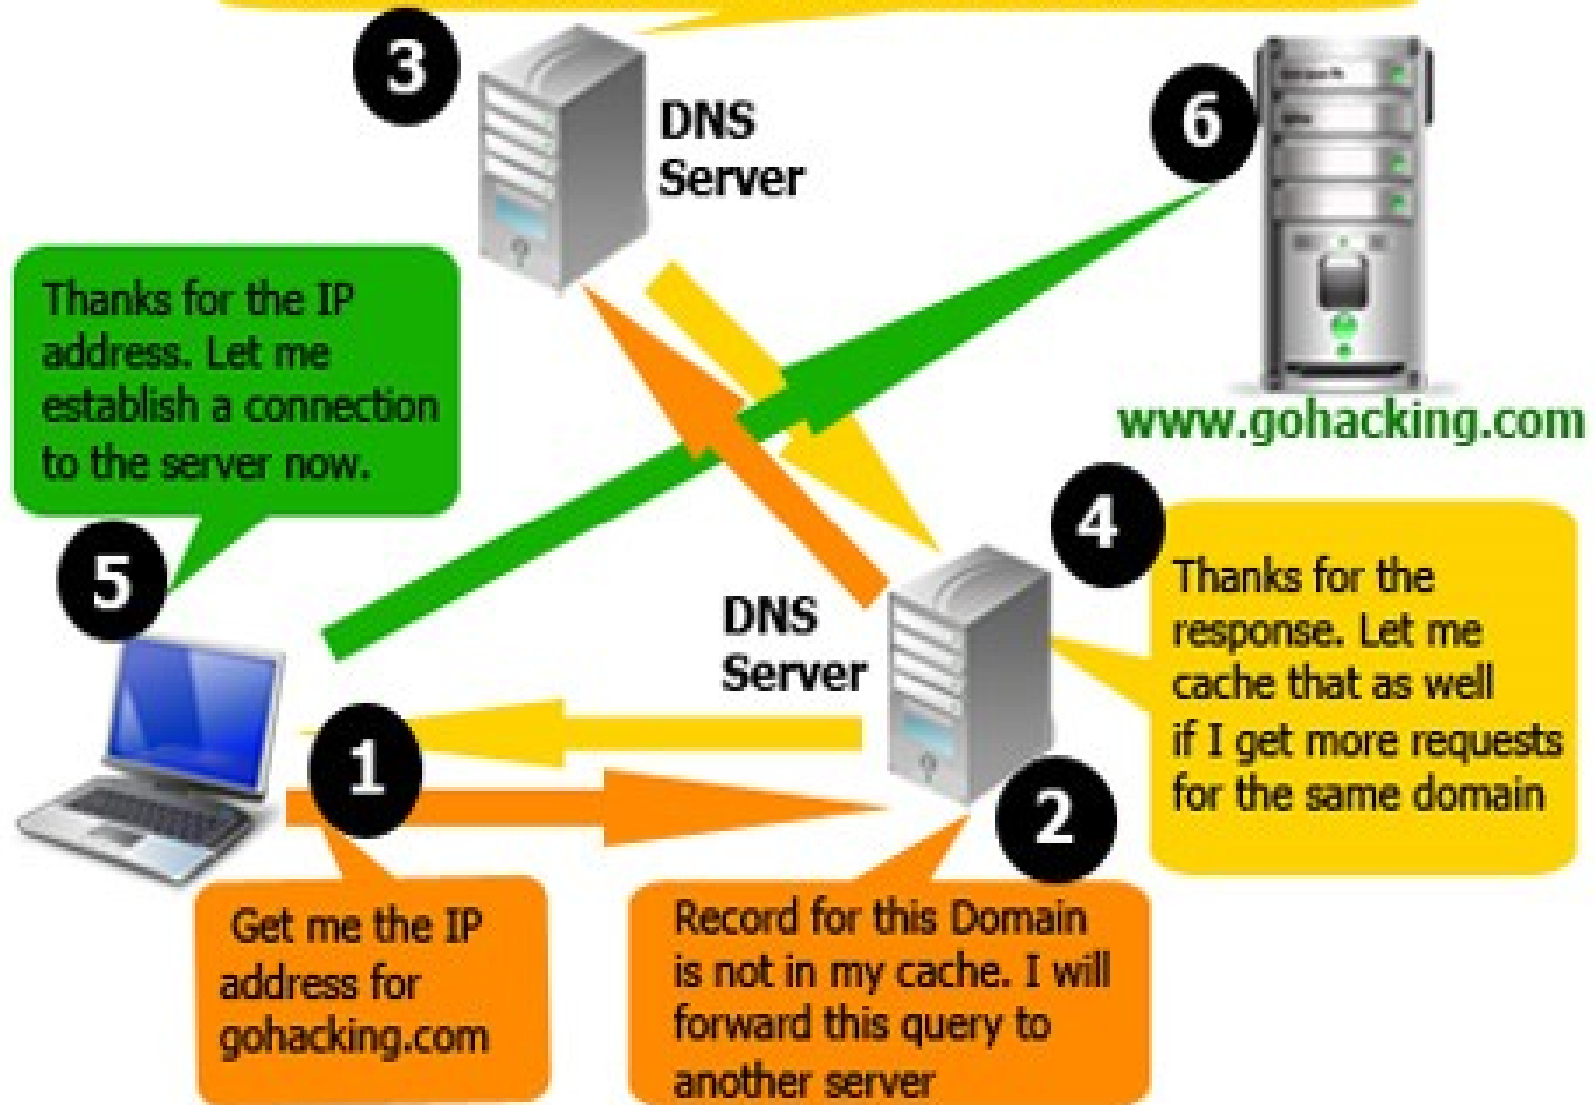 3
DNS
Server
6
Thanks for the IP
address. Let me
establish a connection
to the server now.
www.gohacking.com
5
4
DNS
Server
Thanks for the
response. Let me
cache that as well
if I get more requests
for the same domain
1
2
Get me the IP
address for
gohacking.com
Record for this Domain
is not in my cache. I will
forward this query to
another server